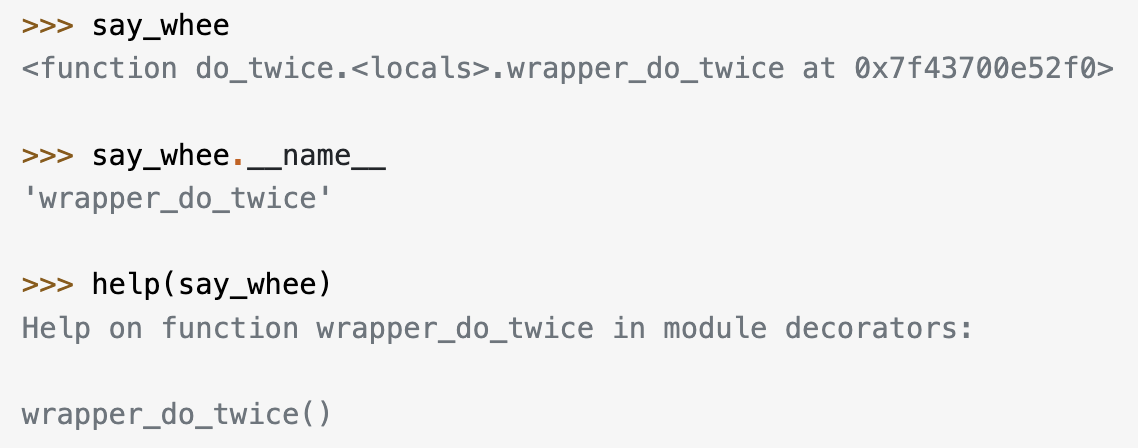 >>> say_whee
<function do_twice.<locals>.wrapper_do_twice at 0x7f43700e52f0>
>>> say_whee.__name__
'wrapper_do_twice'
>>> help(say_whee)
Help on function wrapper_do_twice in module decorators:
wrapper_do_twice()